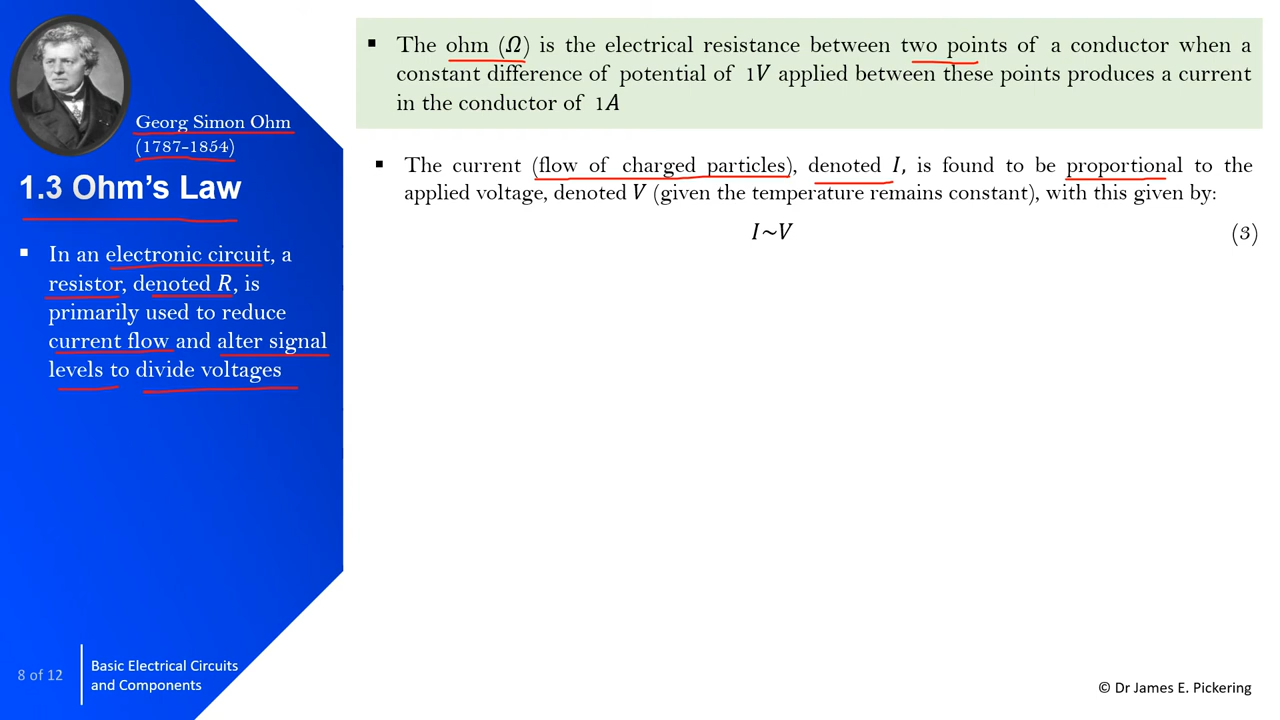 Georg Simon Ohm
(1787-1854)
1.3 Ohm's Law
▪ In an electronic circuit, a
resistor, denoted R, is
primarily used to reduce
current flow and alter signal
levels to divide voltages
▪ The ohm (Ω) is the electrical resistance between two points of a conductor when a
constant difference of potential of 1V applied between these points produces a current
in the conductor of 1A
▪ The current (flow of charged particles), denoted I, is found to be proportional to the
applied voltage, denoted V (given the temperature remains constant), with this given by:
I~V (3)
8 of 12
Basic Electrical Circuits
and Components
© Dr James E. Pickering